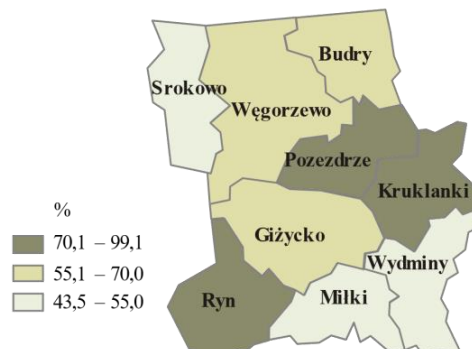 Budry
Srokowo
Węgorzewo
Pozezdrze
Kruklanki
%
70,1 – 99,1
55,1 – 70,0
43,5 – 55,0
Giżycko
Wydminy
Ryn
Miłki